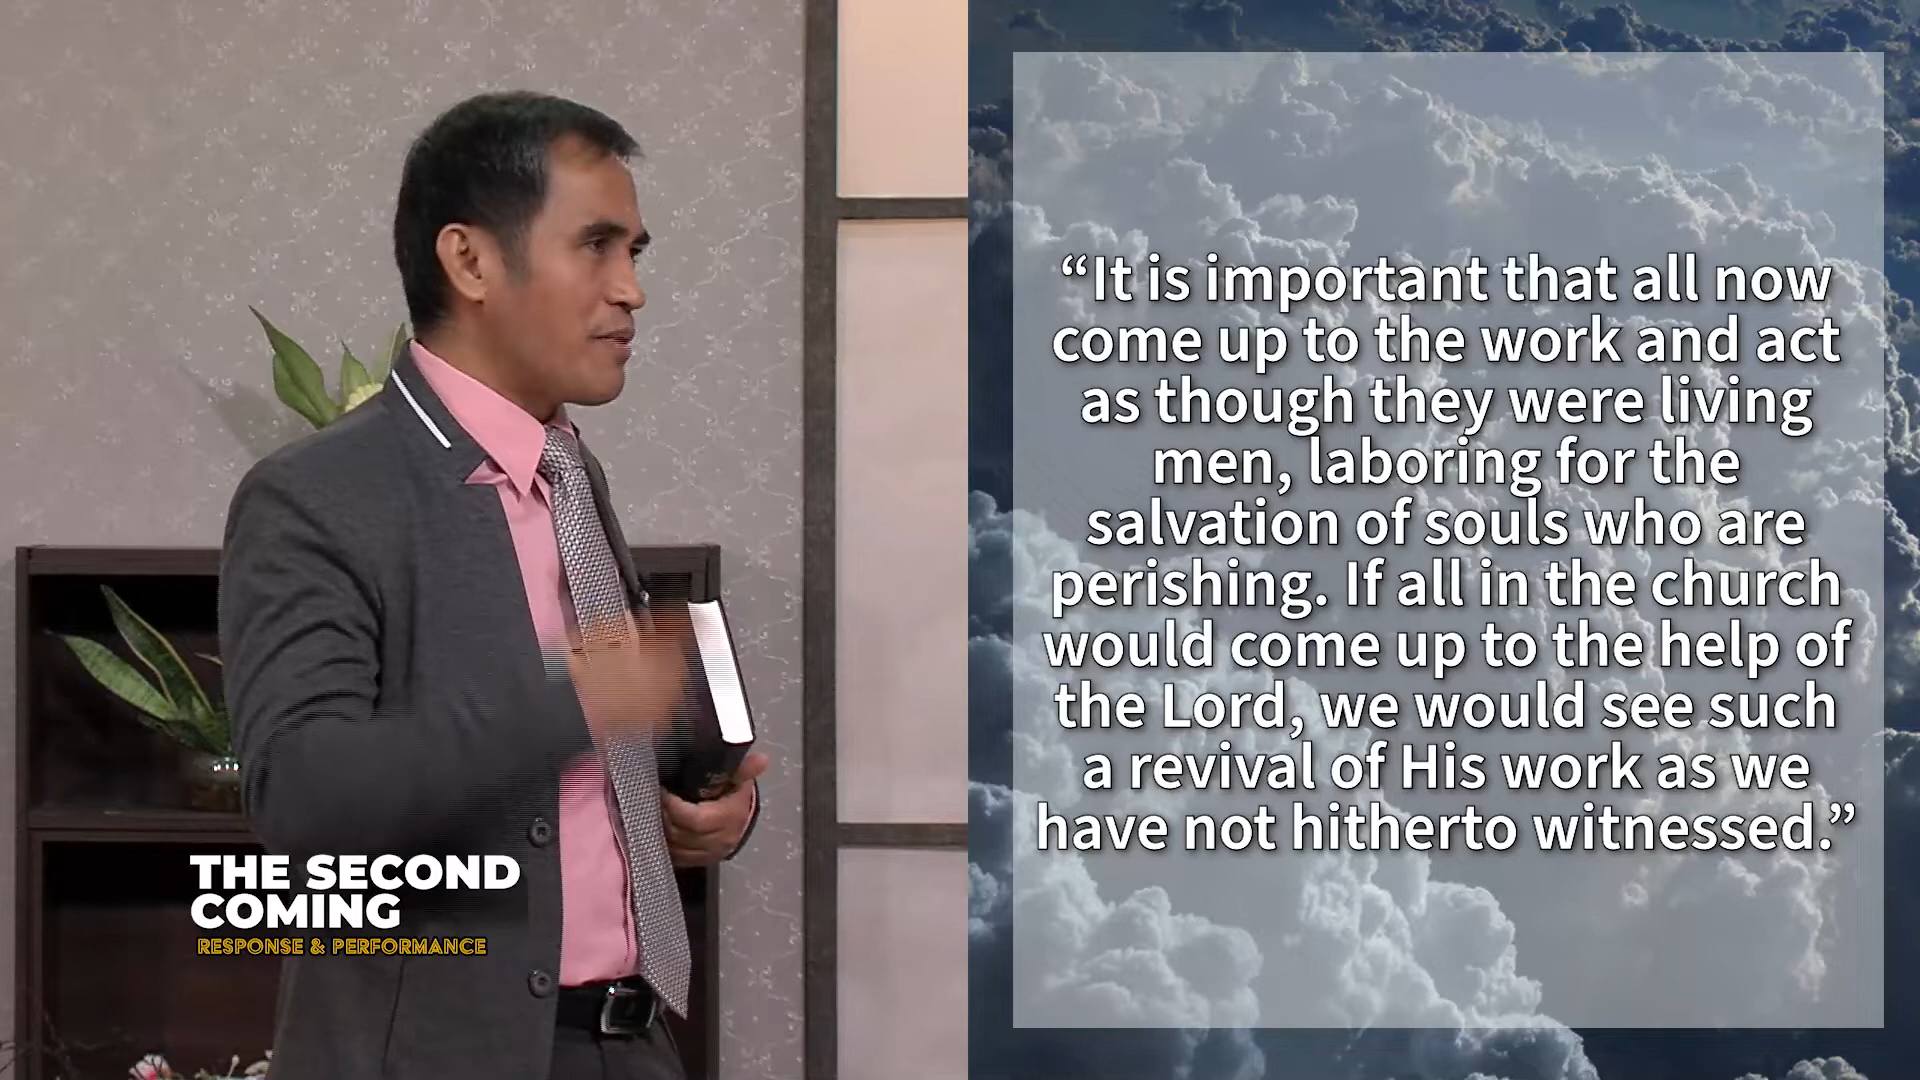 THE SECOND
COMING
RESPONSE & PERFORMANCE
“It is important that all now
come up to the work and act
as though they were living
men, laboring for the
salvation of souls who are
perishing. If all in the church
would come up to the help of
the Lord, we would see such
a revival of His work as we
have not hitherto witnessed.”